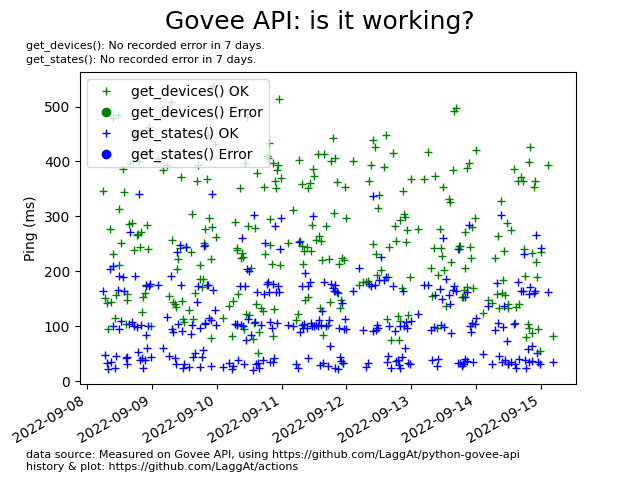 Govee API: is it working?
get_devices(): No recorded error in 7 days.
get_states(): No recorded error in 7 days.
get_devices() OK
get_devices() Error
get_states() OK
get_states() Error
Ping (ms)
500
400
300
200
100
0
2022-09-08
2022-09-09
2022-09-10
2022-09-11
2022-09-12
2022-09-13
2022-09-14
2022-09-15
data source: Measured on Govee API, using https://github.com/LaggAt/python-govee-api
history & plot: https://github.com/LaggAt/actions